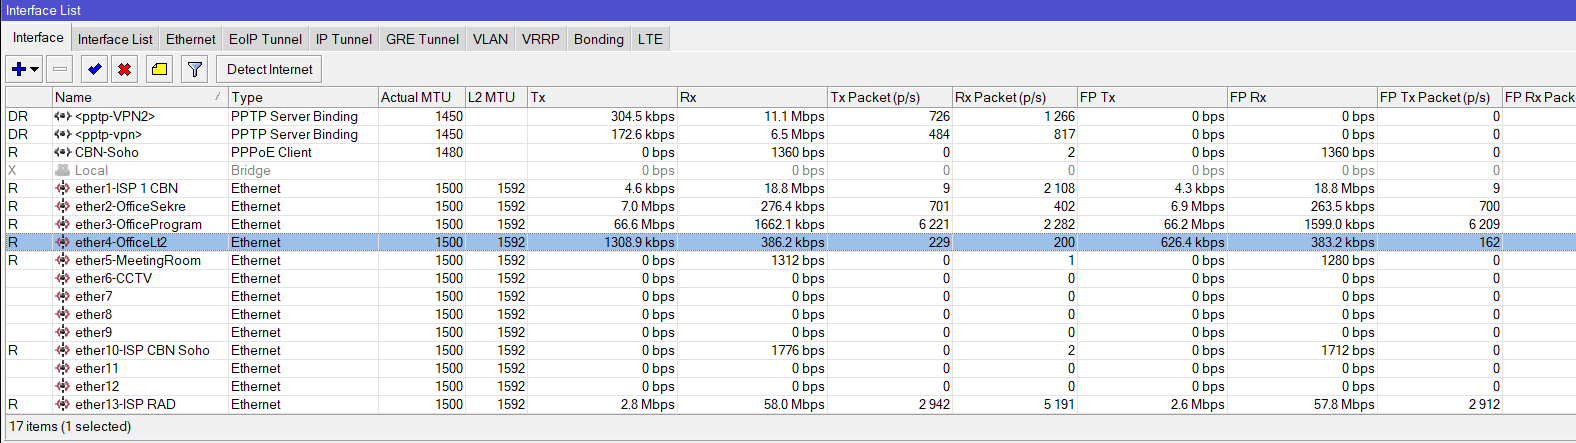 Interface List
Interface Interface List Ethernet EoIP Tunnel IP Tunnel GRE Tunnel VLAN VRRP Bonding LTE
Detect Internet
Name Type Actual MTU L2 MTU Tx Rx Tx Packet (p/s) Rx Packet (p/s) FP Tx FP Rx FP Tx Packet (p/s) FP Rx Pack
DR <pptp-VPN2> PPTP Server Binding 1450 304.5 kbps 11.1 Mbps 726 1 266 0 bps 0 bps 0
DR <pptp-vpn> PPTP Server Binding 1450 172.6 kbps 6.5 Mbps 484 817 0 bps 0 bps 0
R CBN-Soho PPPoE Client 1480 0 bps 1360 bps 0 2 0 bps 1360 bps 0
X Local Bridge 0 bps 0 bps 0 0 0 bps 0 bps 0
R ether1-ISP 1 CBN Ethernet 1500 1592 4.6 kbps 18.8 Mbps 9 2 108 4.3 kbps 18.8 Mbps 9
R ether2-OfficeSekre Ethernet 1500 1592 7.0 Mbps 276.4 kbps 701 402 6.9 Mbps 263.5 kbps 700
R ether3-OfficeProgram Ethernet 1500 1592 66.6 Mbps 1662.1 kbps 6 221 2 282 66.2 Mbps 1599.0 kbps 6 209
R ether4-OfficeLt2 Ethernet 1500 1592 1308.9 kbps 386.2 kbps 229 200 626.4 kbps 383.2 kbps 162
R ether5-MeetingRoom Ethernet 1500 1592 0 bps 1312 bps 0 1 0 bps 1280 bps 0
ether6-CCTV Ethernet 1500 1592 0 bps 0 bps 0 0 0 bps 0 bps 0
ether7 Ethernet 1500 1592 0 bps 0 bps 0 0 0 bps 0 bps 0
ether8 Ethernet 1500 1592 0 bps 0 bps 0 0 0 bps 0 bps 0
ether9 Ethernet 1500 1592 0 bps 0 bps 0 0 0 bps 0 bps 0
R ether10-ISP CBN Soho Ethernet 1500 1592 0 bps 1776 bps 0 2 0 bps 1712 bps 0
ether11 Ethernet 1500 1592 0 bps 0 bps 0 0 0 bps 0 bps 0
ether12 Ethernet 1500 1592 0 bps 0 bps 0 0 0 bps 0 bps 0
R ether13-ISP RAD Ethernet 1500 1592 2.8 Mbps 58.0 Mbps 2 942 5 191 2.6 Mbps 57.8 Mbps 2 912
17 items (1 selected)